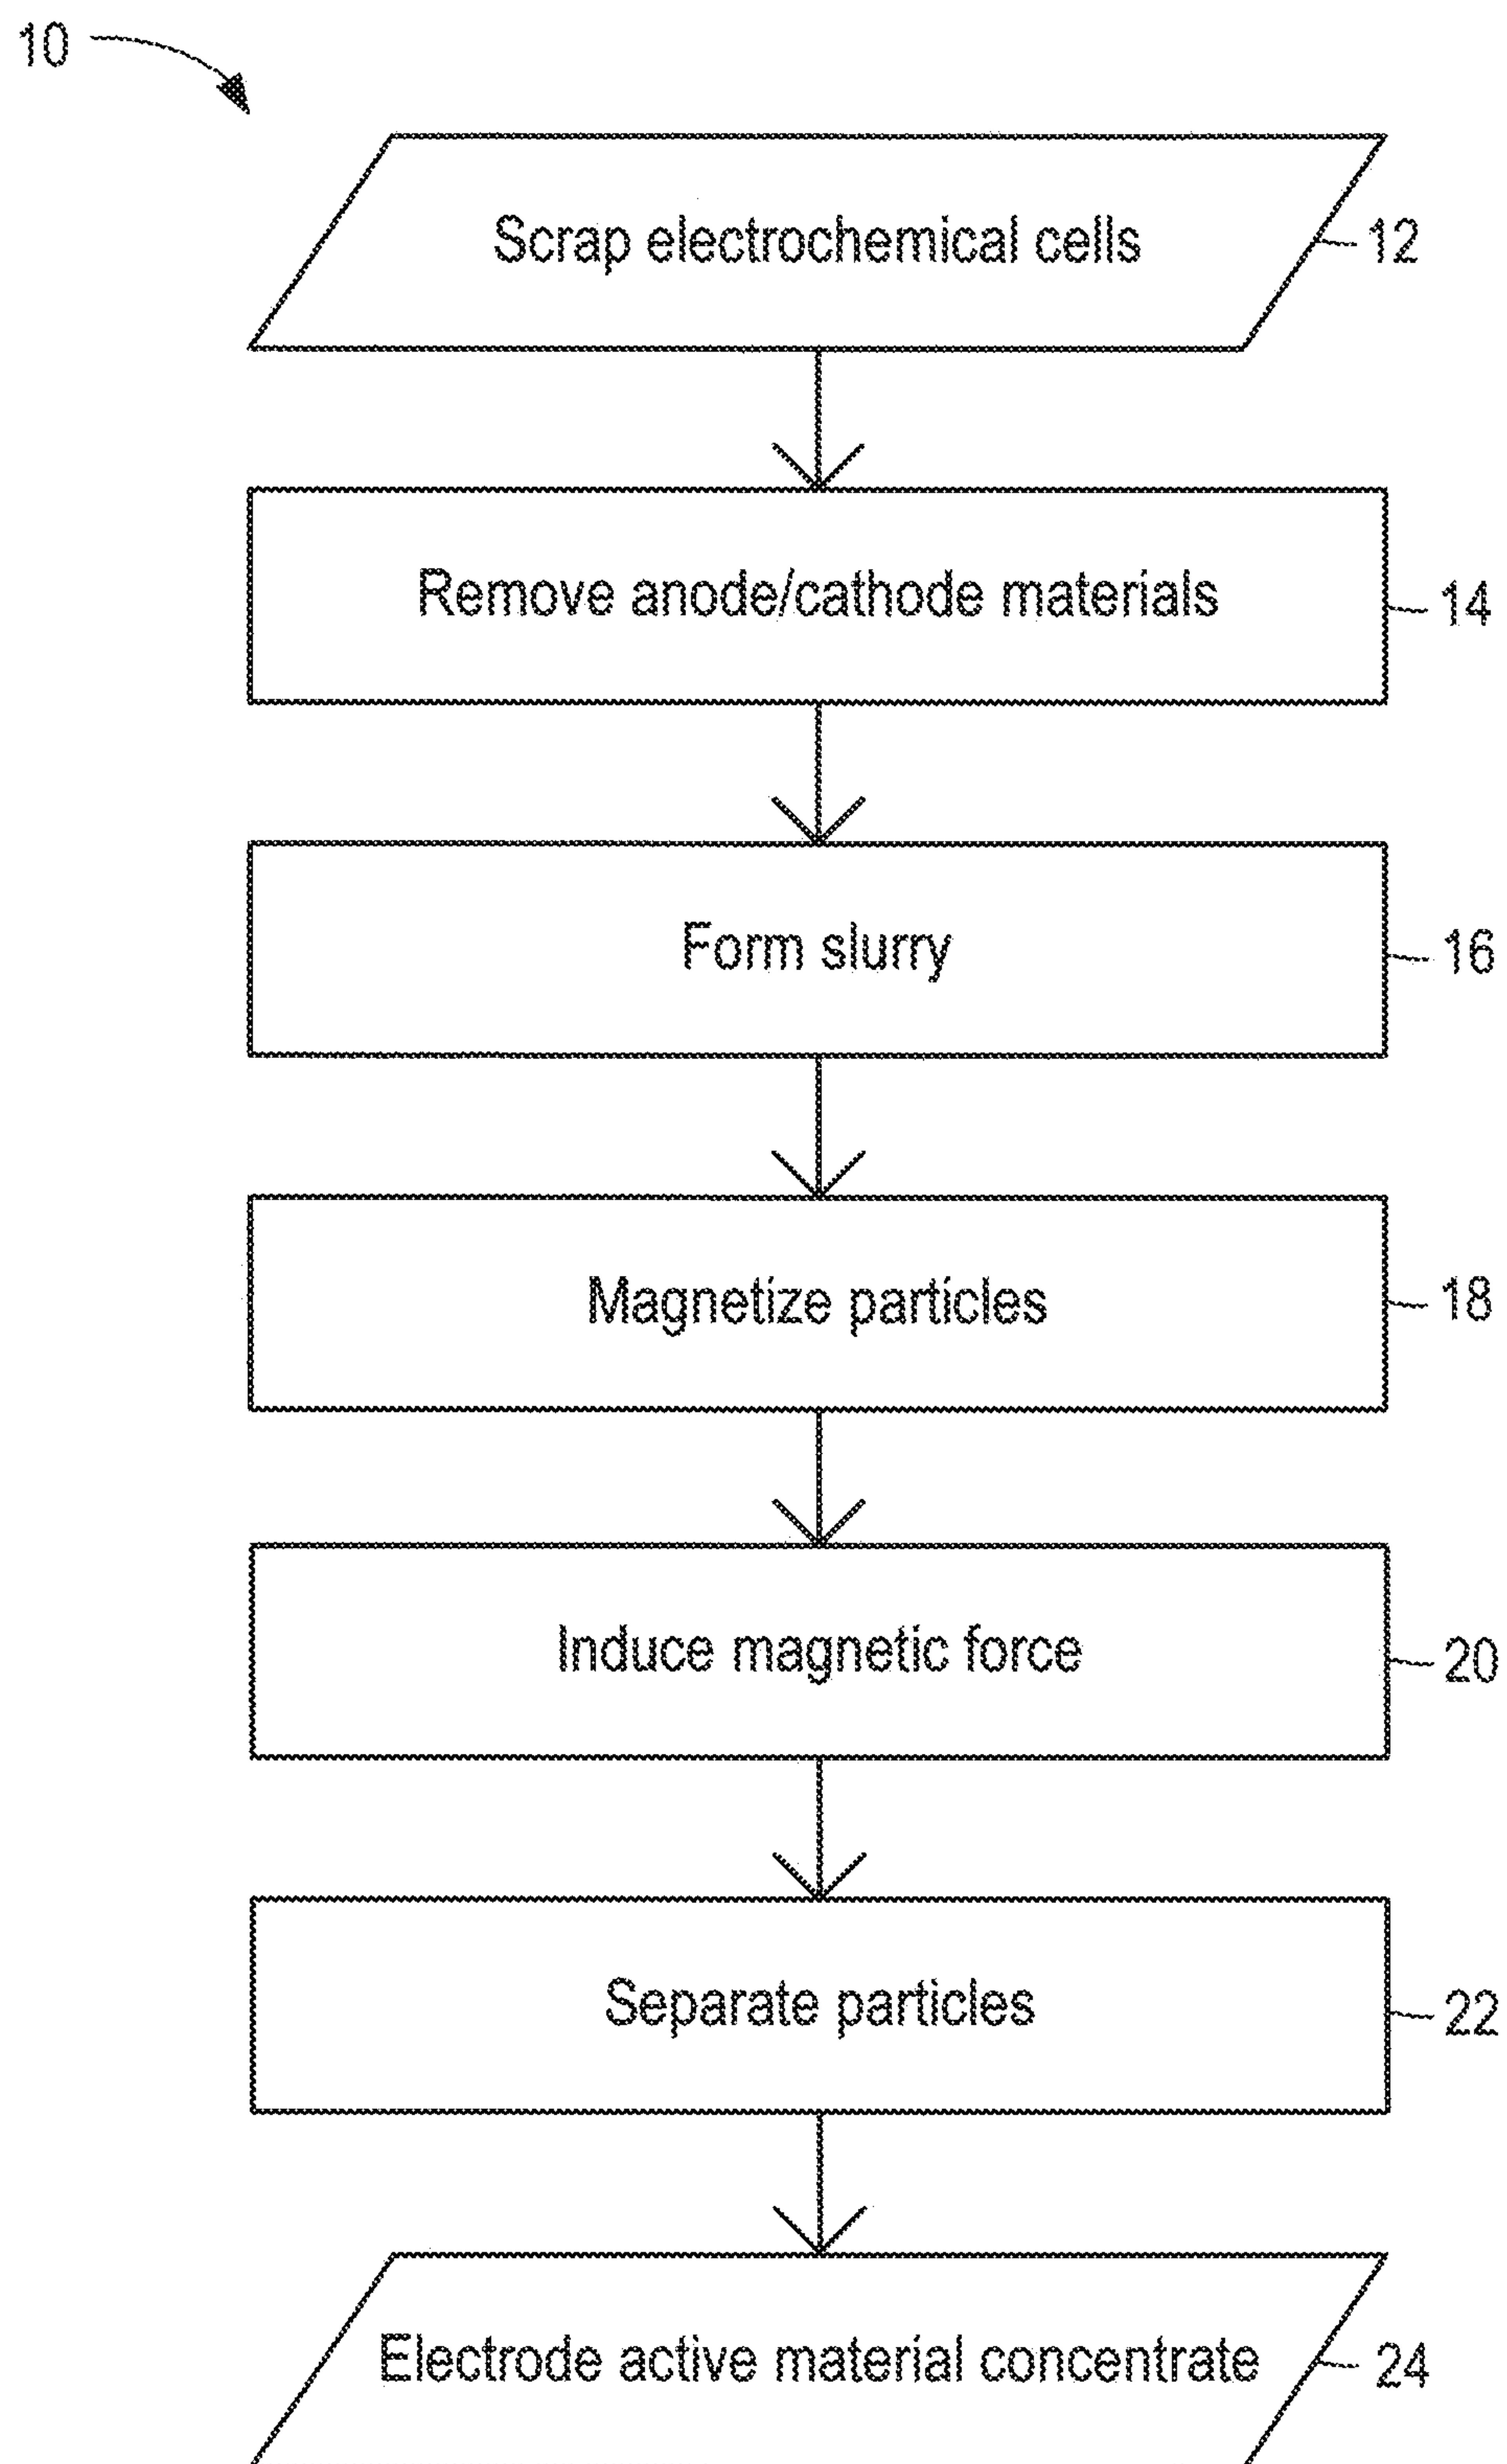 10
Scrap electrochemical cells
12
Remove anode/cathode materials
14
Form slurry
16
Magnetize particles
18
Induce magnetic force
20
Separate particles
22
Electrode active material concentrate
24